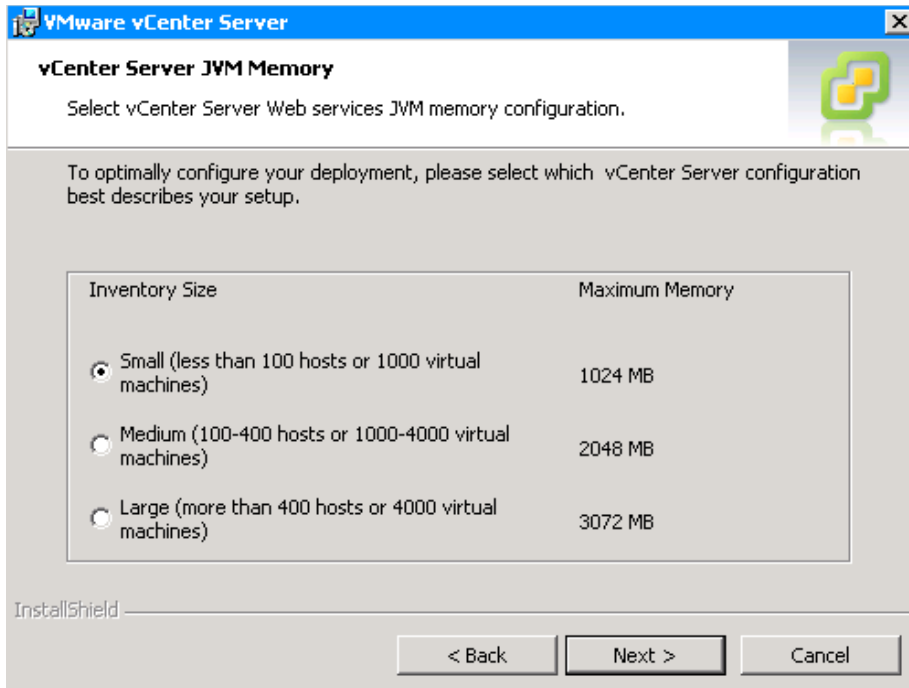 VMware vCenter Server
vCenter Server JVM Memory
Select vCenter Server Web services JVM memory configuration.
To optimally configure your deployment, please select which vCenter Server configuration
best describes your setup.
Inventory Size Maximum Memory
Small (less than 100 hosts or 1000 virtual
machines) 1024 MB
Medium (100-400 hosts or 1000-4000 virtual
machines) 2048 MB
Large (more than 400 hosts or 4000 virtual
machines) 3072 MB
InstallShield
< Back Next > Cancel